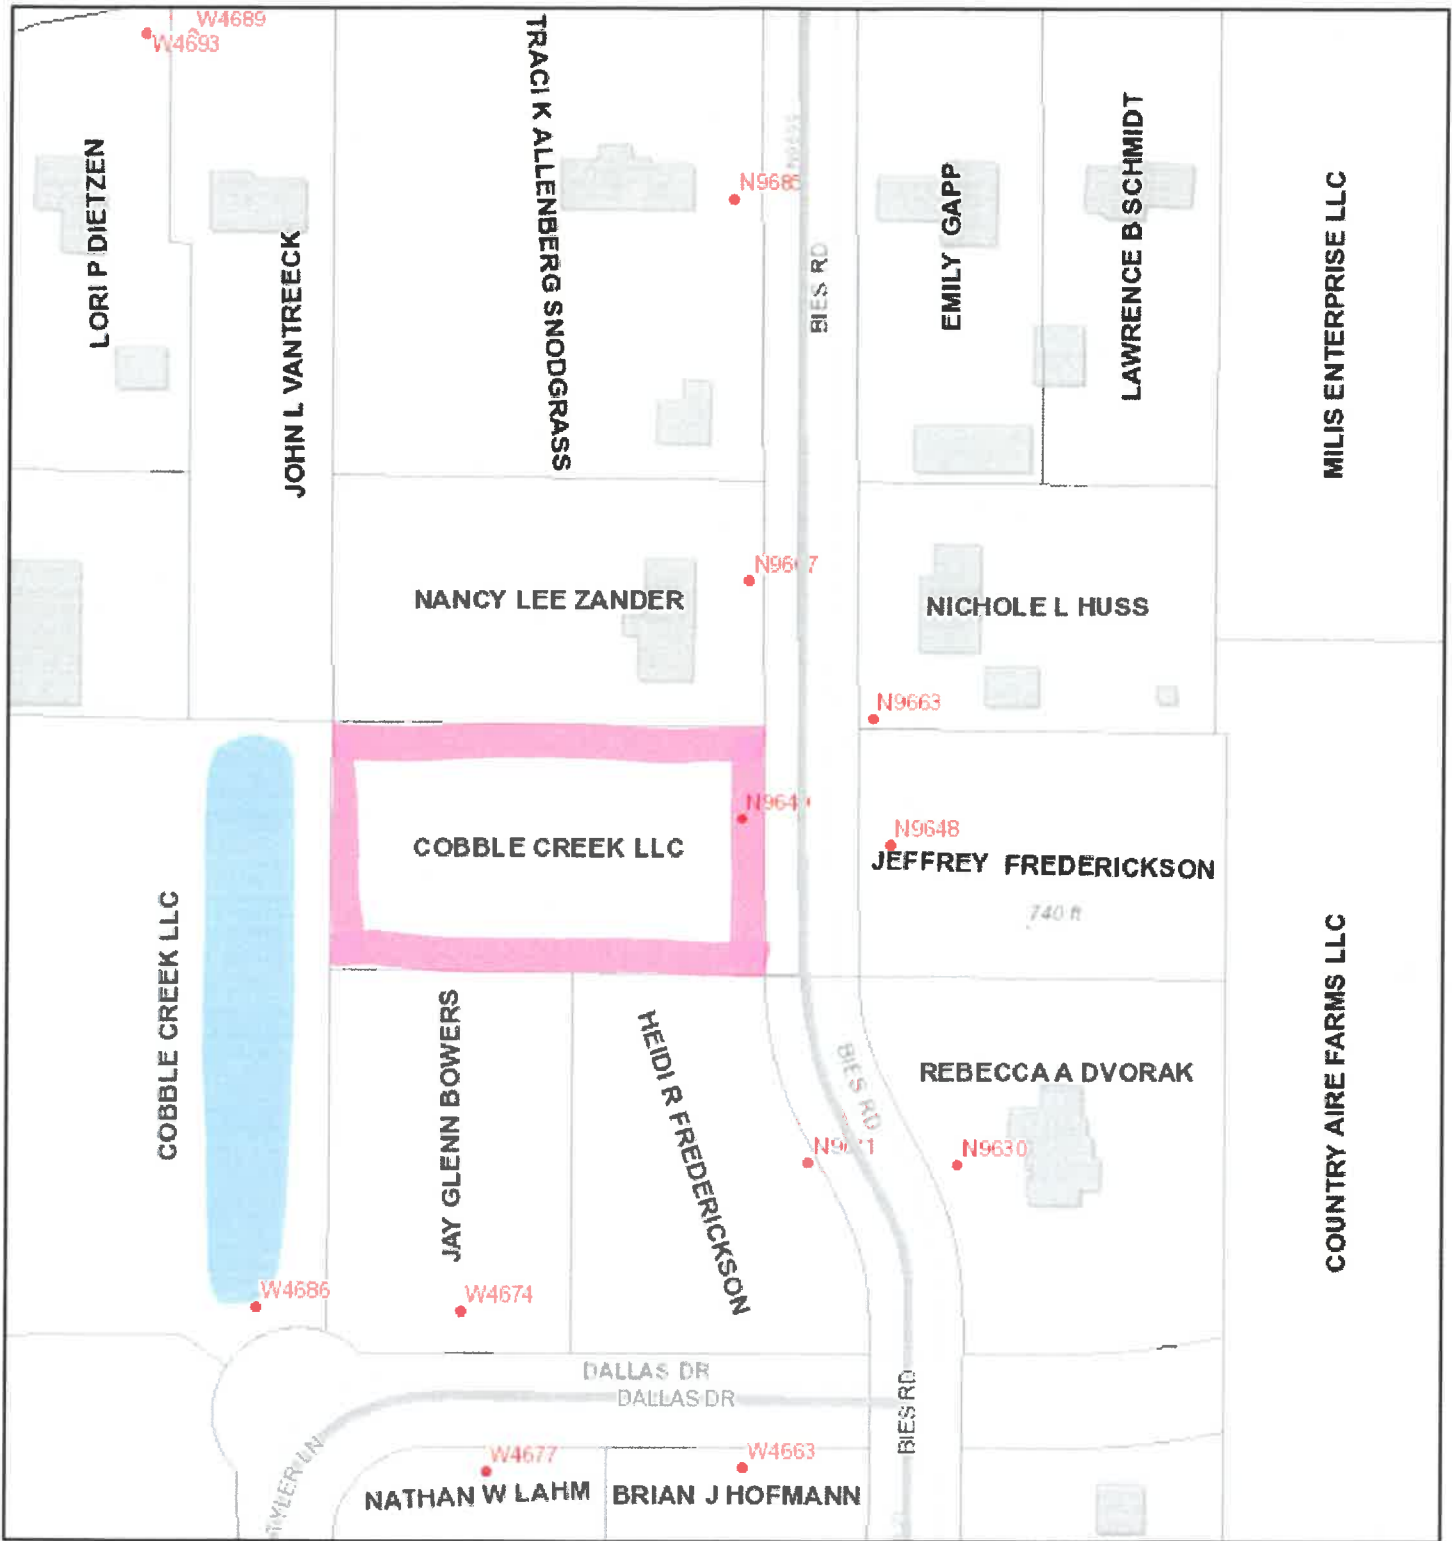 W4689
W4693
LORI P DIETZEN
JOHN L VANTREECK
TRACI K ALLENBERG SNODGRASS
N9685
BIES RD
EMILY GAPP
LAWRENCE B SCHMIDT
MILIS ENTERPRISE LLC
NANCY LEE ZANDER
NICHOLE L HUSS
N9663
COBBLE CREEK LLC
N9648
JEFFREY FREDERICKSON
740 ft
COBBLE CREEK LLC
JAY GLENN BOWERS
HEIDI R FREDERICKSON
BIES RD
REBECCA A DVORAK
N9630
COUNTRY AIRE FARMS LLC
W4686
W4674
DALLAS DR
DALLAS DR
BIES RD
TYLER LN
W4677
W4663
NATHAN W LAHM
BRIAN J HOFMANN